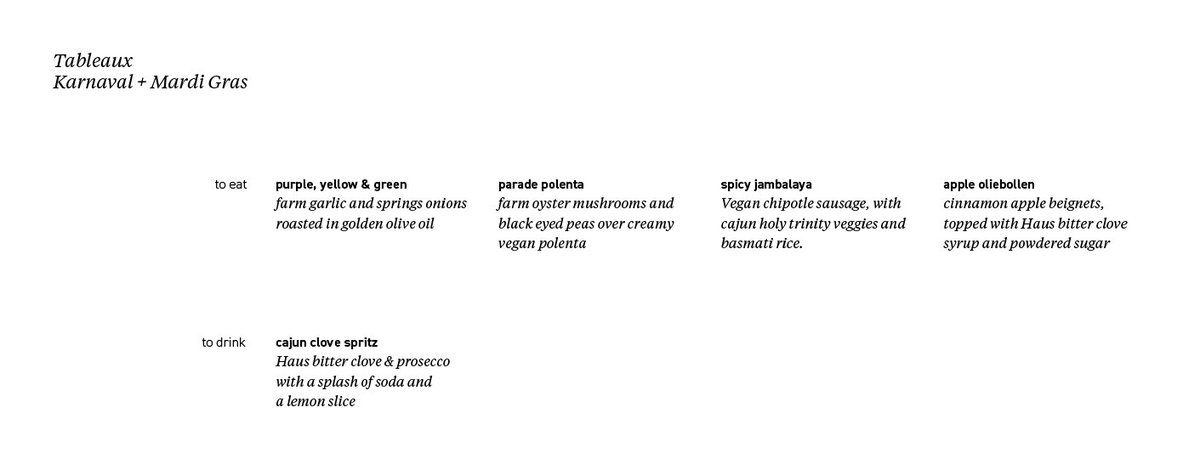 Tableaux
Karnaval + Mardi Gras
to eat
purple, yellow & green
farm garlic and springs onions
roasted in golden olive oil
parade polenta
farm oyster mushrooms and
black eyed peas over creamy
vegan polenta
spicy jambalaya
Vegan chipotle sausage, with
cajun holy trinity veggies and
basmati rice.
apple oliebollen
cinnamon apple beignets,
topped with Haus bitter clove
syrup and powdered sugar
to drink
cajun clove spritz
Haus bitter clove & prosecco
with a splash of soda and
a lemon slice